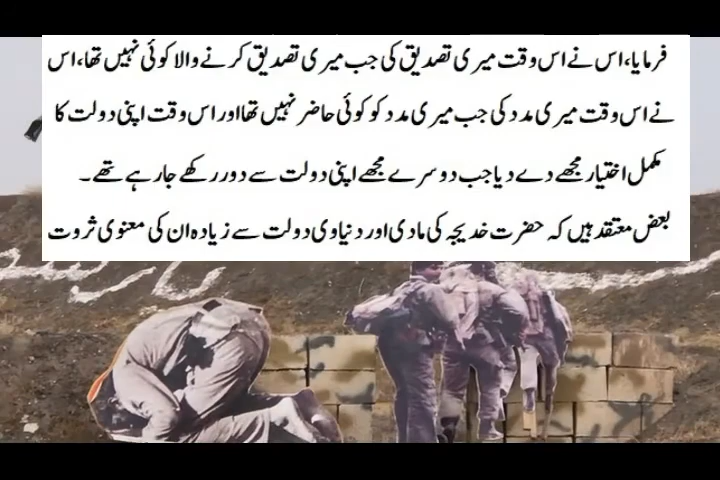 فرمایا، اس نے اس وقت میری تصدیق کی جب میری تصدیق کرنے والا کوئی نہیں تھا، اس
نے اس وقت میری مدد کی جب میری مدد کو کوئی حاضر نہیں تھا اور اس وقت اپنی دولت کا
مکمل اختیار مجھے دے دیا جب دوسرے مجھے اپنی دولت سے دور رکھے جا رہے تھے۔
بعض معتقد ہیں کہ حضرت خدیجہ کی مادی اور دنیاوی دولت سے زیادہ ان کی معنوی ثروت